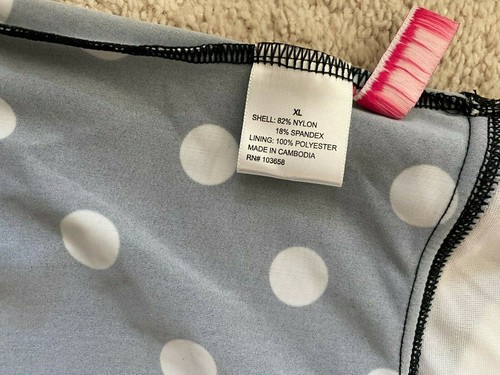 XL
SHELL: 82% NYLON
18% SPANDEX
LINING: 100% POLYESTER
MADE IN CAMBODIA
RN# 103658